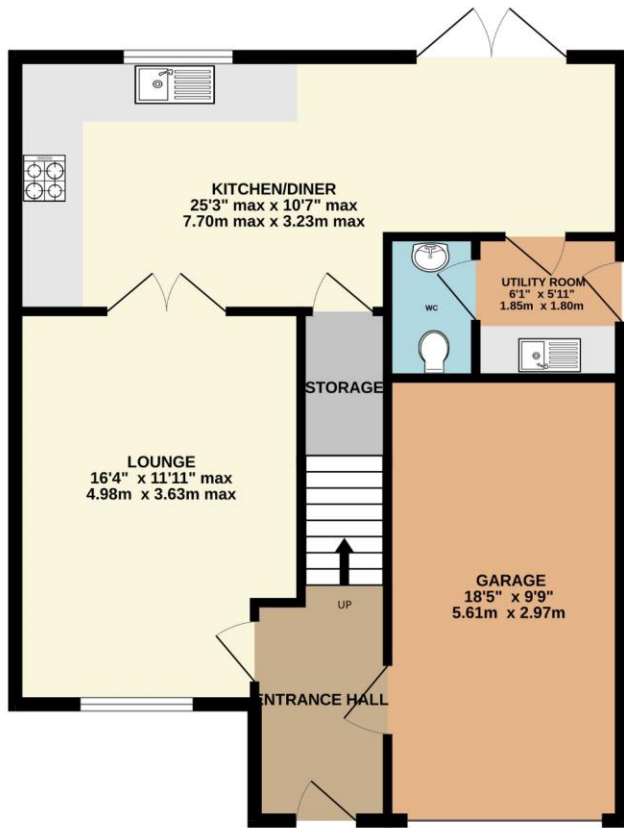 KITCHEN/DINER
25'3" max x 10'7" max
7.70m max x 3.23m max
UTILITY ROOM
6'1" x 5'11"
1.85m x 1.80m
WC
STORAGE
LOUNGE
16'4" x 11'11" max
4.98m x 3.63m max
GARAGE
18'5" x 9'9"
5.61m x 2.97m
UP
ENTRANCE HALL